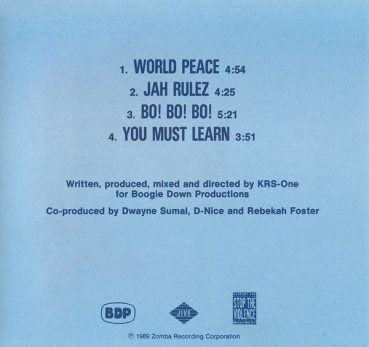 1. WORLD PEACE 4:54
2. JAH RULEZ 4:25
3. BO! BO! BO! 5:21
4. YOU MUST LEARN 3:51
Written, produced, mixed and directed by KRS-One
for Boogie Down Productions
Co-produced by Dwayne Sumal, D-Nice and Rebekah Foster
BDP
JIVE
STOP THE
VIOLENCE
℗ 1989 Zomba Recording Corporation